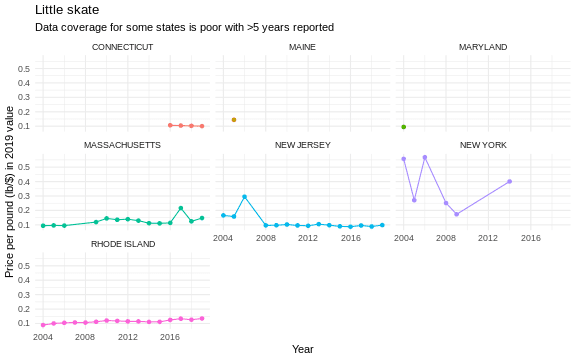 Little skate
Data coverage for some states is poor with >5 years reported
CONNECTICUT MAINE MARYLAND
0.5
0.4
0.3
0.2
0.1
MASSACHUSETTS NEW JERSEY NEW YORK
0.5
0.4
0.3
0.2
0.1
2004 2008 2012 2016 2004 2008 2012 2016
RHODE ISLAND
0.5
0.4
0.3
0.2
0.1
2004 2008 2012 2016
Year
Price per pound (lb/$) in 2019 value